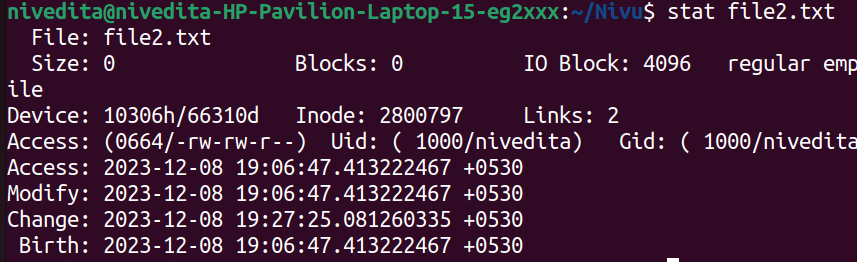 nivedita@nivedita-HP-Pavilion-Laptop-15-eg2xxx:~/Nivu$ stat file2.txt
  File: file2.txt
  Size: 0               Blocks: 0          IO Block: 4096   regular emp
ile
Device: 10306h/66310d   Inode: 2800797     Links: 2
Access: (0664/-rw-rw-r--)  Uid: ( 1000/nivedita)   Gid: ( 1000/nivedita
Access: 2023-12-08 19:06:47.413222467 +0530
Modify: 2023-12-08 19:06:47.413222467 +0530
Change: 2023-12-08 19:27:25.081260335 +0530
 Birth: 2023-12-08 19:06:47.413222467 +0530